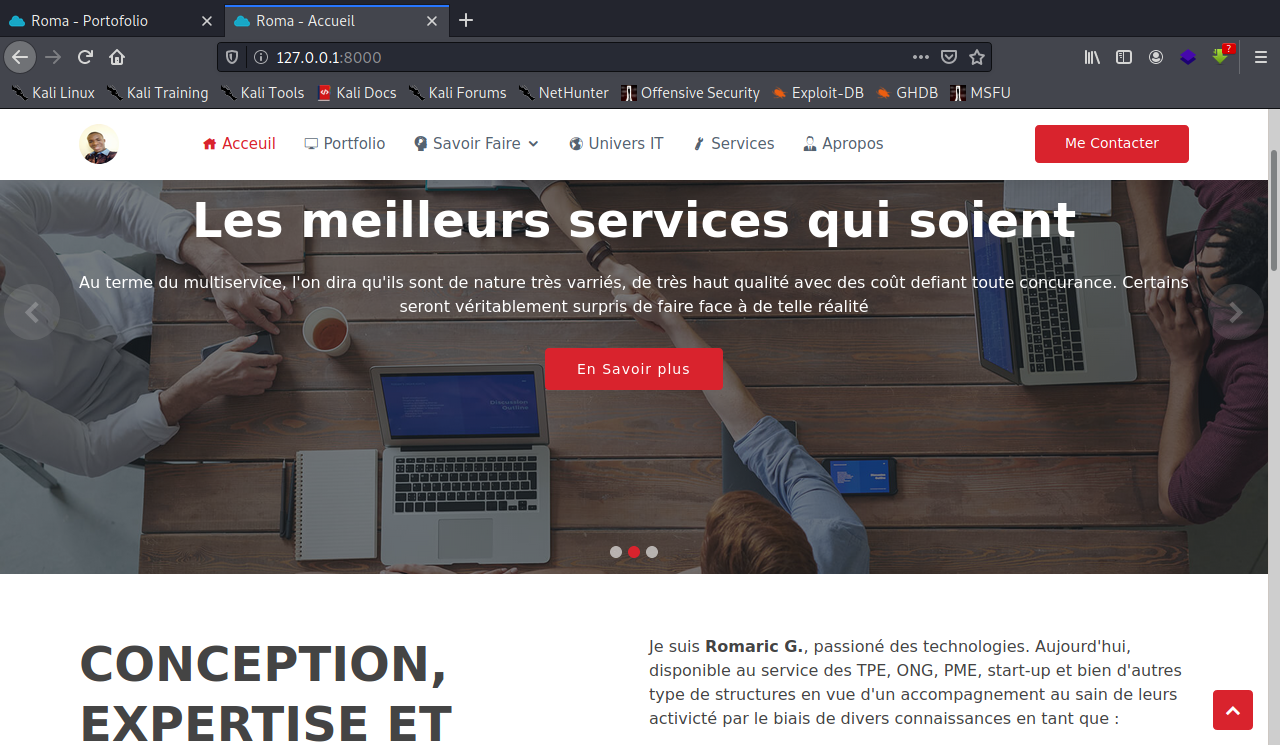 Roma - Portofolio
Roma - Accueil
127.0.0.1:8000
?
Kali Linux Kali Training Kali Tools Kali Docs Kali Forums NetHunter Offensive Security Exploit-DB GHDB MSFU
Acceuil Portfolio Savoir Faire Univers IT Services Apropos Me Contacter
Les meilleurs services qui soient
Au terme du multiservice, l'on dira qu'ils sont de nature très varriés, de très haut qualité avec des coût defiant toute concurance. Certains
seront véritablement surpris de faire face à de telle réalité
En Savoir plus
CONCEPTION,
EXPERTISE ET
Je suis Romaric G., passioné des technologies. Aujourd'hui,
disponible au service des TPE, ONG, PME, start-up et bien d'autres
type de structures en vue d'un accompagnement au sain de leurs
activicté par le biais de divers connaissances en tant que :